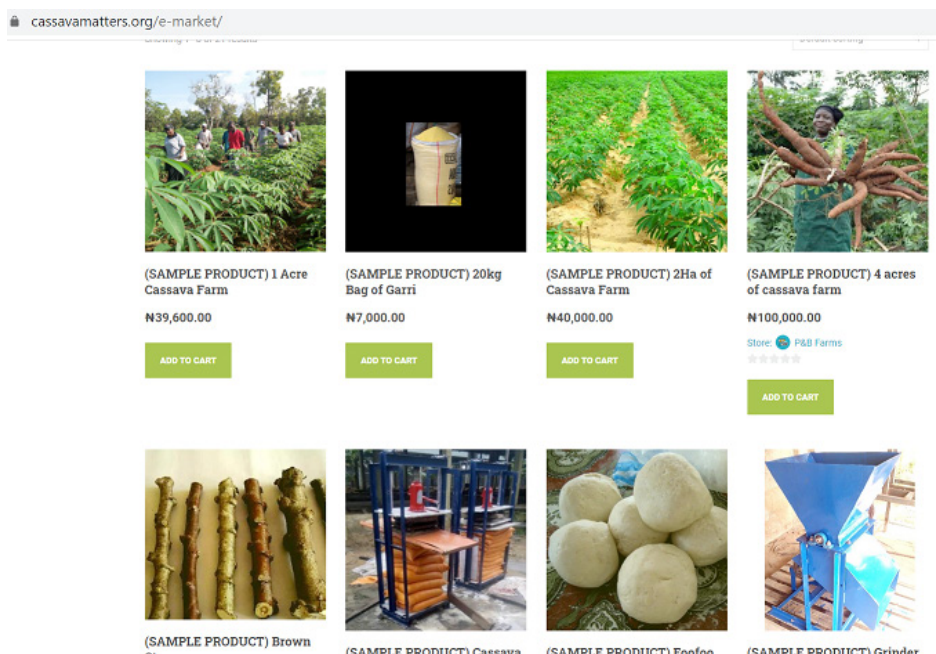 cassavamatters.org/e-market/
(SAMPLE PRODUCT) 1 Acre
Cassava Farm
₦39,600.00
ADD TO CART
(SAMPLE PRODUCT) 20kg
Bag of Garri
₦7,000.00
ADD TO CART
(SAMPLE PRODUCT) 2Ha of
Cassava Farm
₦40,000.00
ADD TO CART
(SAMPLE PRODUCT) 4 acres
of cassava farm
₦100,000.00
Store: P&B Farms
ADD TO CART
(SAMPLE PRODUCT) Brown
(SAMPLE PRODUCT) Cassava
(SAMPLE PRODUCT) Foofoo
(SAMPLE PRODUCT) Grinder